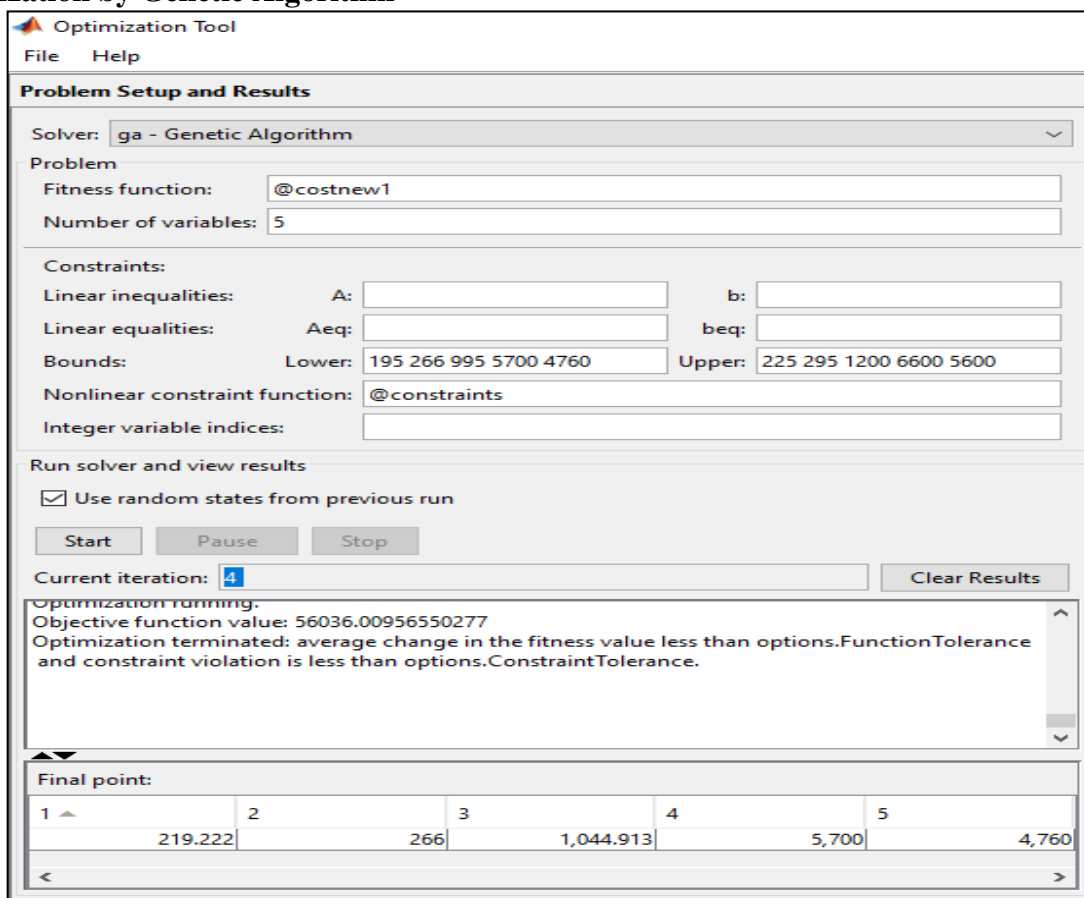 Optimization Tool
File Help
Problem Setup and Results
Solver: ga - Genetic Algorithm
Problem
Fitness function: @costnew1
Number of variables: 5
Constraints:
Linear inequalities: A: b:
Linear equalities: Aeq: beq:
Bounds: Lower: 195 266 995 5700 4760 Upper: 225 295 1200 6600 5600
Nonlinear constraint function: @constraints
Integer variable indices:
Run solver and view results
Use random states from previous run
Start Pause Stop
Current iteration: 4 Clear Results
Optimization running.
Objective function value: 56036.00956550277
Optimization terminated: average change in the fitness value less than options.FunctionTolerance
and constraint violation is less than options.ConstraintTolerance.
Final point:
1 2 3 4 5
219.222 266 1,044.913 5,700 4,760